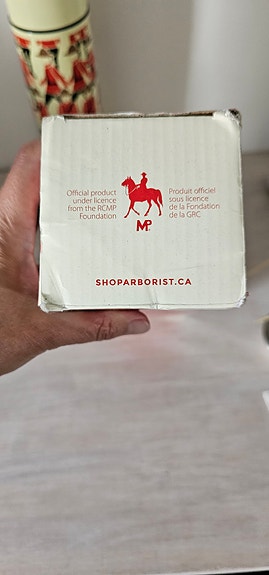 Official product
under licence
from the RCMP
Foundation
Produit officiel
sous licence
de la Fondation
de la GRC
MP
SHOPARBORIST.CA